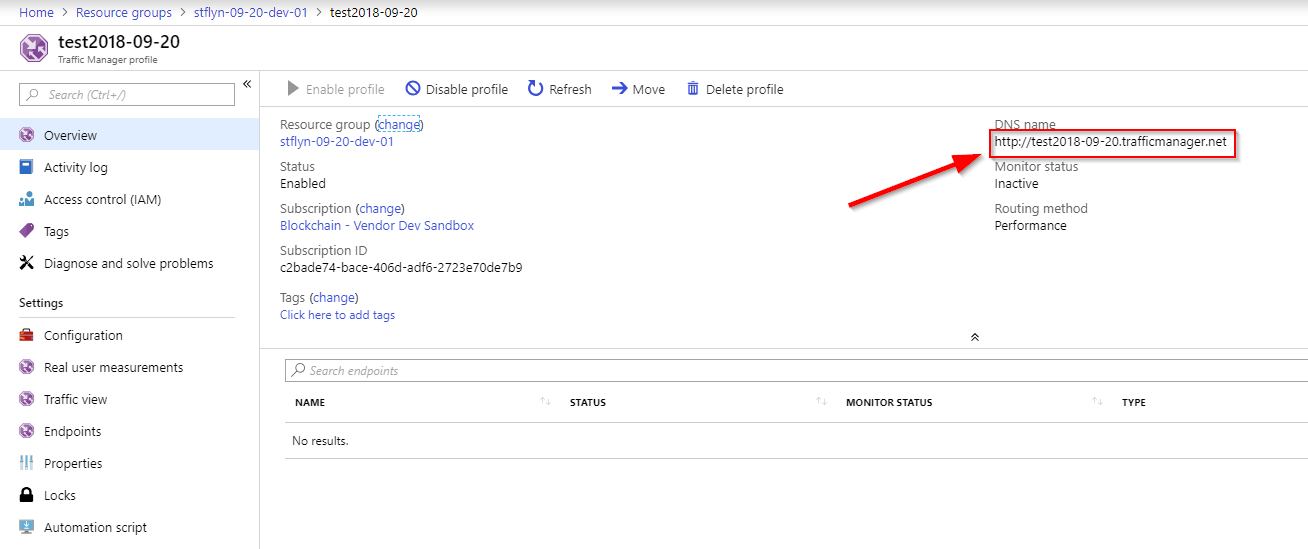 Home > Resource groups > stflyn-09-20-dev-01 > test2018-09-20
test2018-09-20
Traffic Manager profile
Search (Ctrl+/)
«
Overview
Activity log
Access control (IAM)
Tags
Diagnose and solve problems
Settings
Configuration
Real user measurements
Traffic view
Endpoints
Properties
Locks
Automation script
Enable profile Disable profile Refresh Move Delete profile
Resource group (change)
stflyn-09-20-dev-01
Status
Enabled
Subscription (change)
Blockchain - Vendor Dev Sandbox
Subscription ID
c2bade74-bace-406d-adf6-2723e70de7b9
Tags (change)
Click here to add tags
DNS name
http://test2018-09-20.trafficmanager.net
Monitor status
Inactive
Routing method
Performance
Search endpoints
NAME STATUS MONITOR STATUS TYPE
No results.